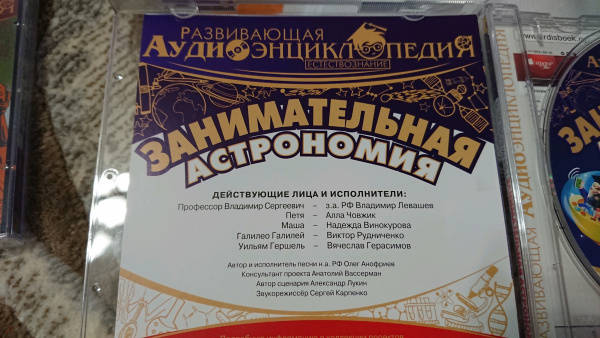 РАЗВИВАЮЩАЯ
АУДИОЭНЦИКЛОПЕДИЯ
ЕСТЕСТВОЗНАНИЕ
ЗАНИМАТЕЛЬНАЯ
АСТРОНОМИЯ
ДЕЙСТВУЮЩИЕ ЛИЦА И ИСПОЛНИТЕЛИ:
Профессор Владимир Сергеевич – з.а. РФ Владимир Левашев
Петя – Алла Човжик
Маша – Надежда Винокурова
Галилео Галилей – Виктор Рудниченко
Уильям Гершель – Вячеслав Герасимов
Автор и исполнитель песни н.а. РФ Олег Анофриев
Консультант проекта Анатолий Вассерман
Автор сценария Александр Лукин
Звукорежиссёр Сергей Карпенко
РАЗВИВАЮЩАЯ
АУДИОЭНЦИКЛОПЕДИЯ